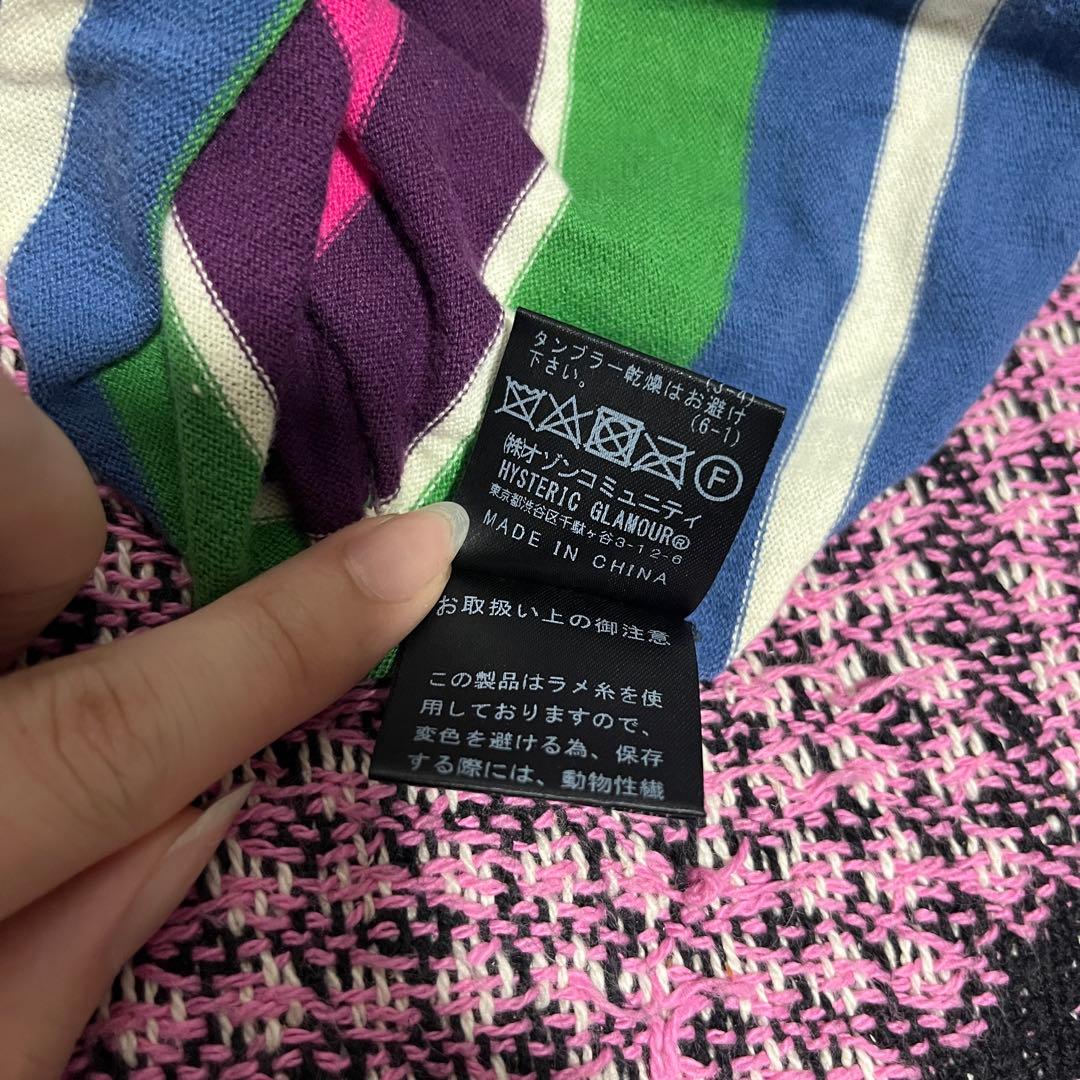 タンブラー乾燥はお避け
下さい。
(6-1)
F
㈱オゾンコミュニティ
HYSTERIC GLAMOUR®
東京都渋谷区千駄ヶ谷3-12-6
MADE IN CHINA
お取扱い上の御注意
この製品はラメ糸を使
用しておりますので、
変色を避ける為、保存
する際には、動物性繊